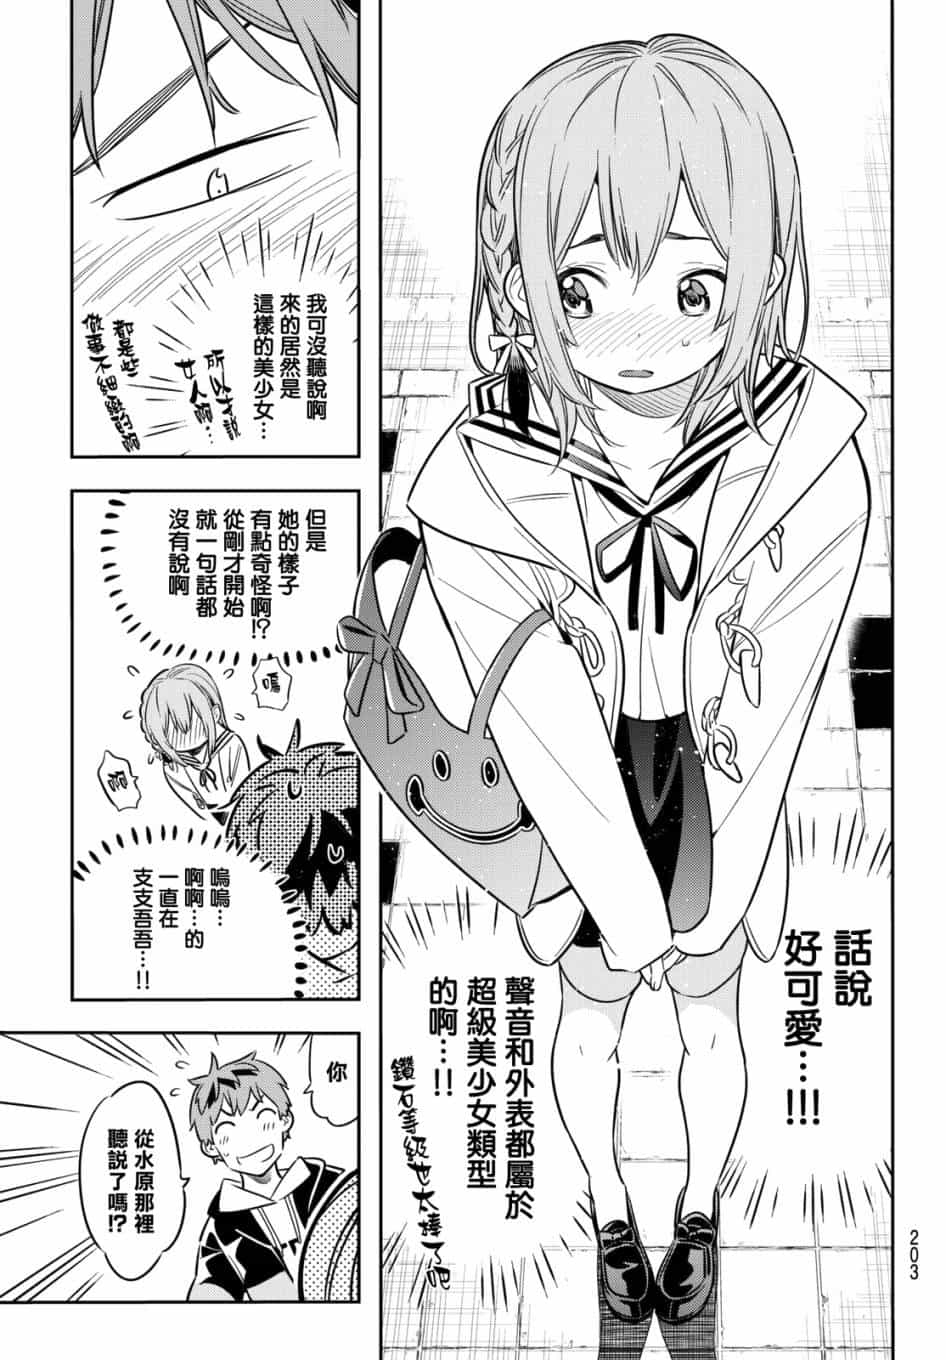 話說
好可愛…!!!
聲音和外表都屬於
超級美少女類型
的啊…!!
鑽石等級也太棒了吧
我可沒聽說啊
來的居然是
這樣的美少女…
所以才說
女人啊…
都是些
做事不細緻的啊
但是
她的樣子
有點奇怪啊!?
從剛才開始
就一句話都
沒有說啊
嗚
啊
嗚嗚…
啊啊…的
一直在
支支吾吾…!!
你
從水原那裡
聽說了嗎!?
203